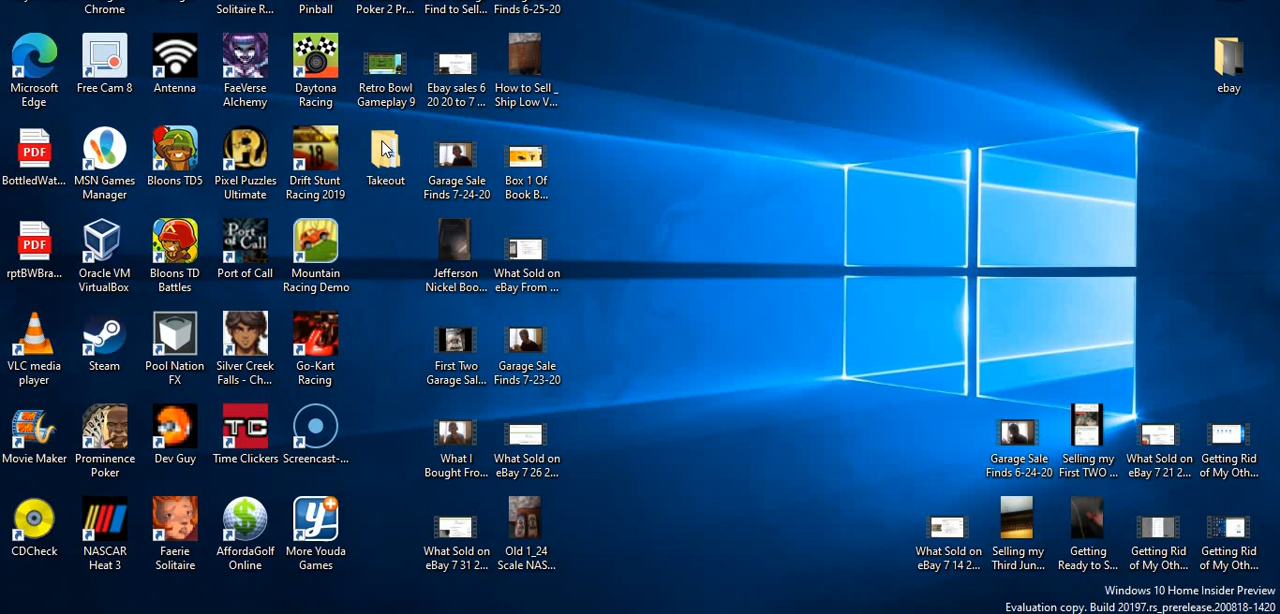 Chrome
Solitaire R...
Pinball
Poker 2 Pr...
Find to Sell...
Finds 6-25-20
Microsoft
Edge
Free Cam 8
Antenna
FaeVerse
Alchemy
Daytona
Racing
Retro Bowl
Gameplay 9
Ebay sales 6
20 20 to 7 ...
How to Sell _
Ship Low V...
ebay
PDF
BottledWat...
MSN Games
Manager
Bloons TD5
Pixel Puzzles
Ultimate
18
Drift Stunt
Racing 2019
Takeout
Garage Sale
Finds 7-24-20
Box 1 Of
Book B...
PDF
rptBWBra...
Oracle VM
VirtualBox
Bloons TD
Battles
Port
of Call
Port of Call
Mountain
Racing Demo
Jefferson
Nickel Boo...
What Sold on
eBay From ...
VLC media
player
Steam
Pool Nation
FX
Silver Creek
Falls - Ch...
Go-Kart
Racing
First Two
Garage Sal...
Garage Sale
Finds 7-23-20
Movie Maker
Prominence
Poker
Dev Guy
TC
Time Clickers
Screencast-...
What I
Bought Fro...
What Sold on
eBay 7 26 2...
Garage Sale
Finds 6-24-20
Selling my
First TWO ...
What Sold on
eBay 7 21 2...
Getting Rid
of My Oth...
CDCheck
NASCAR
Heat 3
Faerie
Solitaire
AffordaGolf
Online
y
More Youda
Games
What Sold on
eBay 7 31 2...
Old 1_24
Scale NAS...
What Sold on
eBay 7 14 2...
Selling my
Third Jun...
Getting
Ready to S...
Getting Rid
of My Oth...
Getting Rid
of My Oth...
Windows 10 Home Insider Preview
Evaluation copy. Build 20197.rs_prerelease.200818-1420